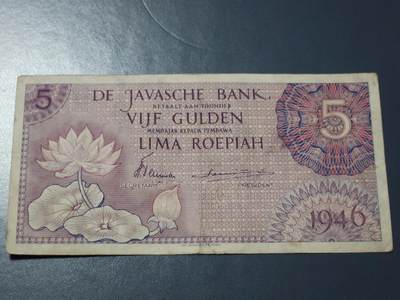 DE JAVASCHE BANK,
BETAALT AAN TOONDER
5
VIJF GULDEN
5
MEMBAJAR KEPADA PEMBAWA
LIMA ROEPIAH
SECRETARIS
PRESIDENT
1946